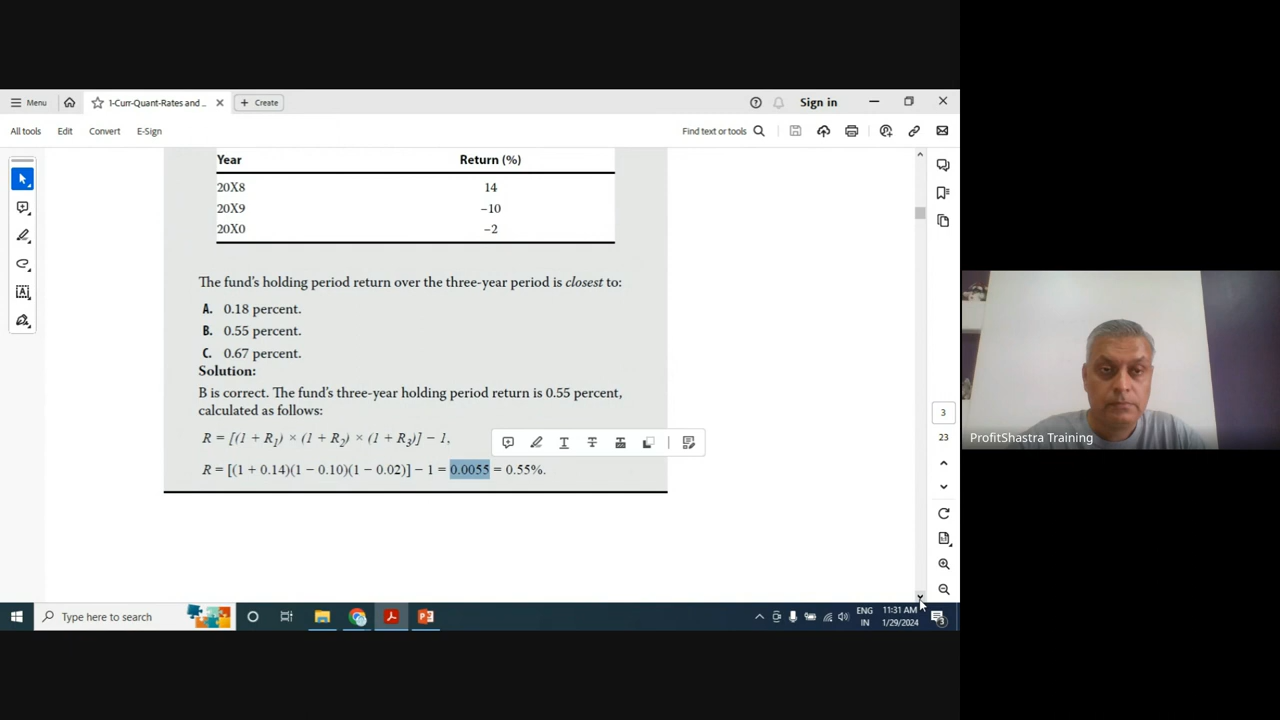 Menu
1-Curr-Quant-Rates and ...
Create
Sign in
All tools
Edit
Convert
E-Sign
Find text or tools
Year Return (%)
20X8 14
20X9 −10
20X0 −2
The fund's holding period return over the three-year period is closest to:
A. 0.18 percent.
B. 0.55 percent.
C. 0.67 percent.
Solution:
B is correct. The fund's three-year holding period return is 0.55 percent,
calculated as follows:
R = [(1 + R1) × (1 + R2) × (1 + R3)] − 1,
R = [(1 + 0.14)(1 − 0.10)(1 − 0.02)] − 1 = 0.0055 = 0.55%.
3
23
ProfitShastra Training
Type here to search
ENG
IN
11:31 AM
1/29/2024
3